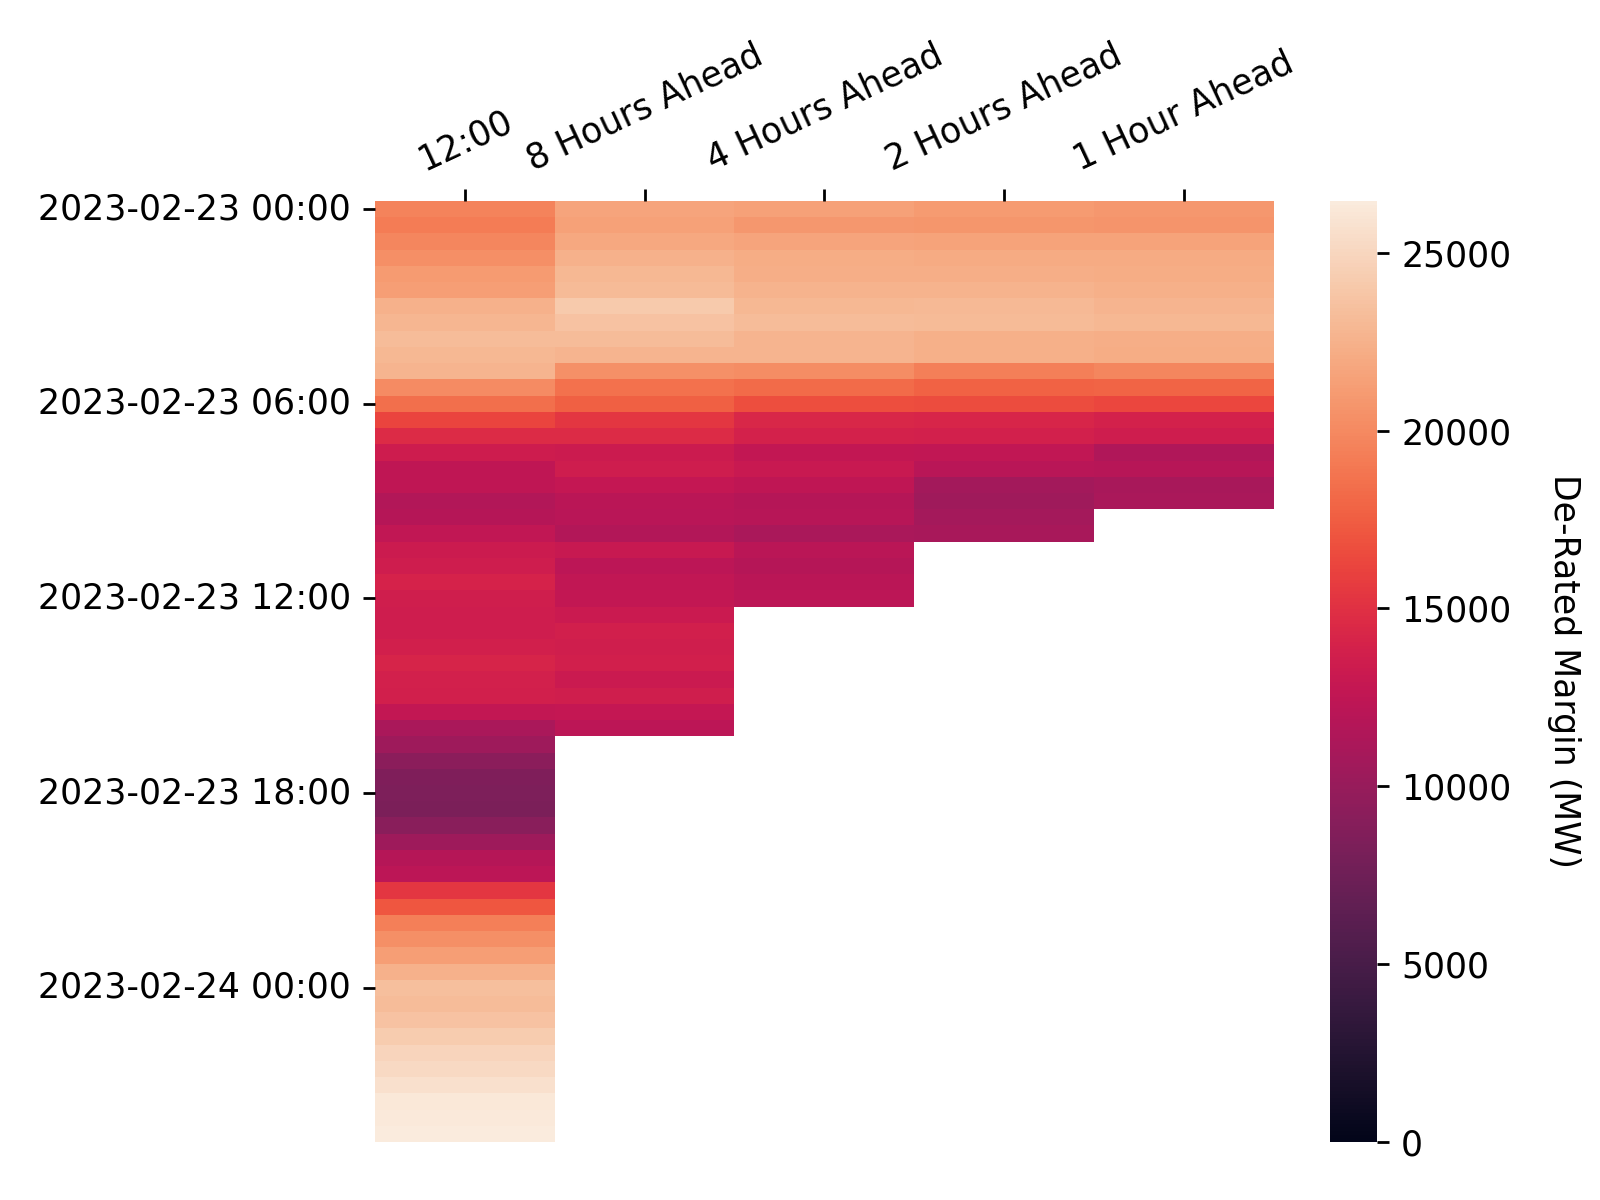 12:00
8 Hours Ahead
4 Hours Ahead
2 Hours Ahead
1 Hour Ahead
2023-02-23 00:00
2023-02-23 06:00
2023-02-23 12:00
2023-02-23 18:00
2023-02-24 00:00
25000
20000
15000
10000
5000
0
De-Rated Margin (MW)